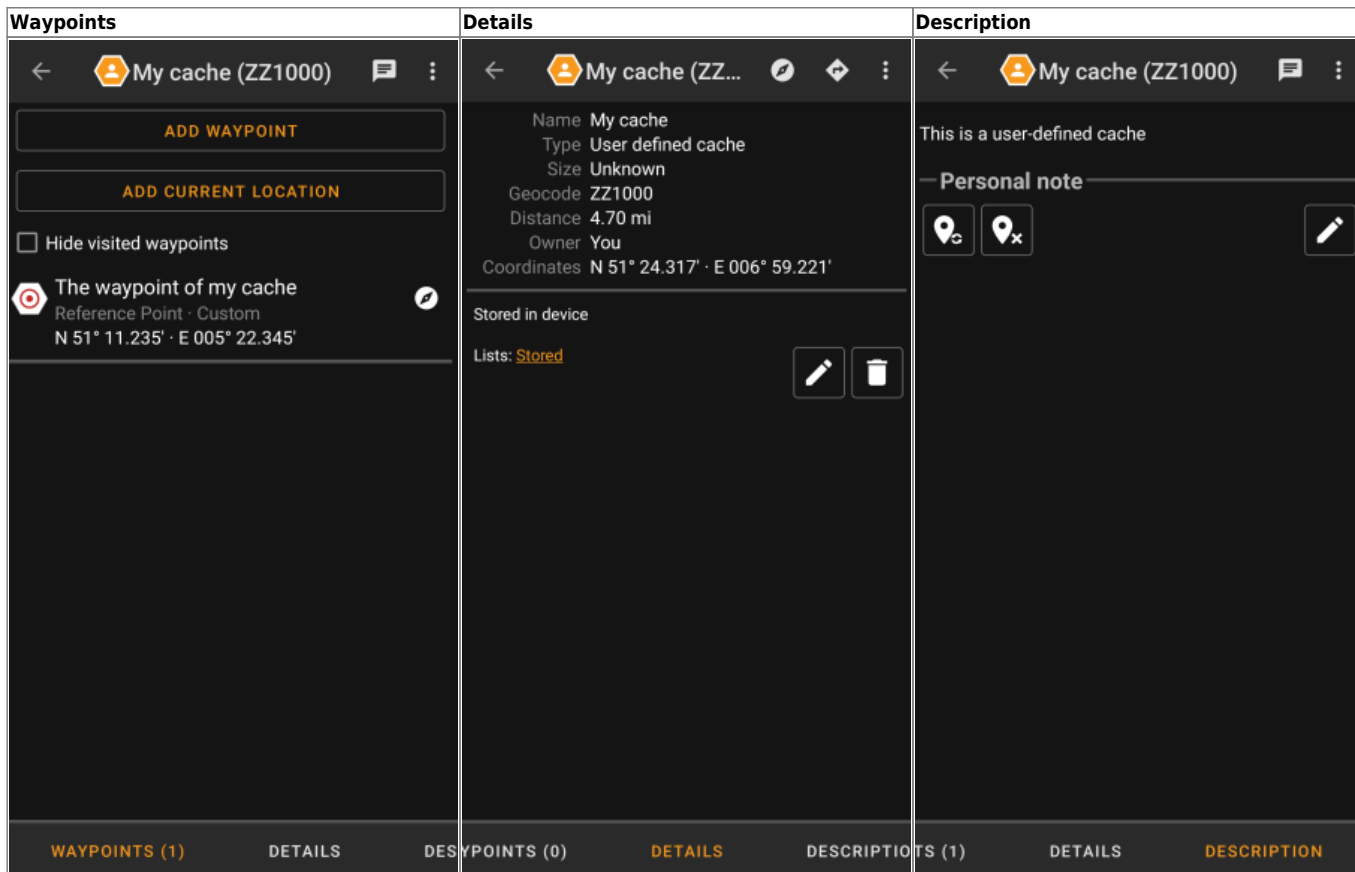 Waypoints
My cache (ZZ1000)
ADD WAYPOINT
ADD CURRENT LOCATION
Hide visited waypoints
The waypoint of my cache
Reference Point · Custom
N 51° 11.235' · E 005° 22.345'
WAYPOINTS (1) DETAILS DES
Details
My cache (ZZ...
Name My cache
Type User defined cache
Size Unknown
Geocode ZZ1000
Distance 4.70 mi
Owner You
Coordinates N 51° 24.317' · E 006° 59.221'
Stored in device
Lists: Stored
YPOINTS (0) DETAILS DESCRIPTIO
Description
My cache (ZZ1000)
This is a user-defined cache
Personal note
TS (1) DETAILS DESCRIPTION